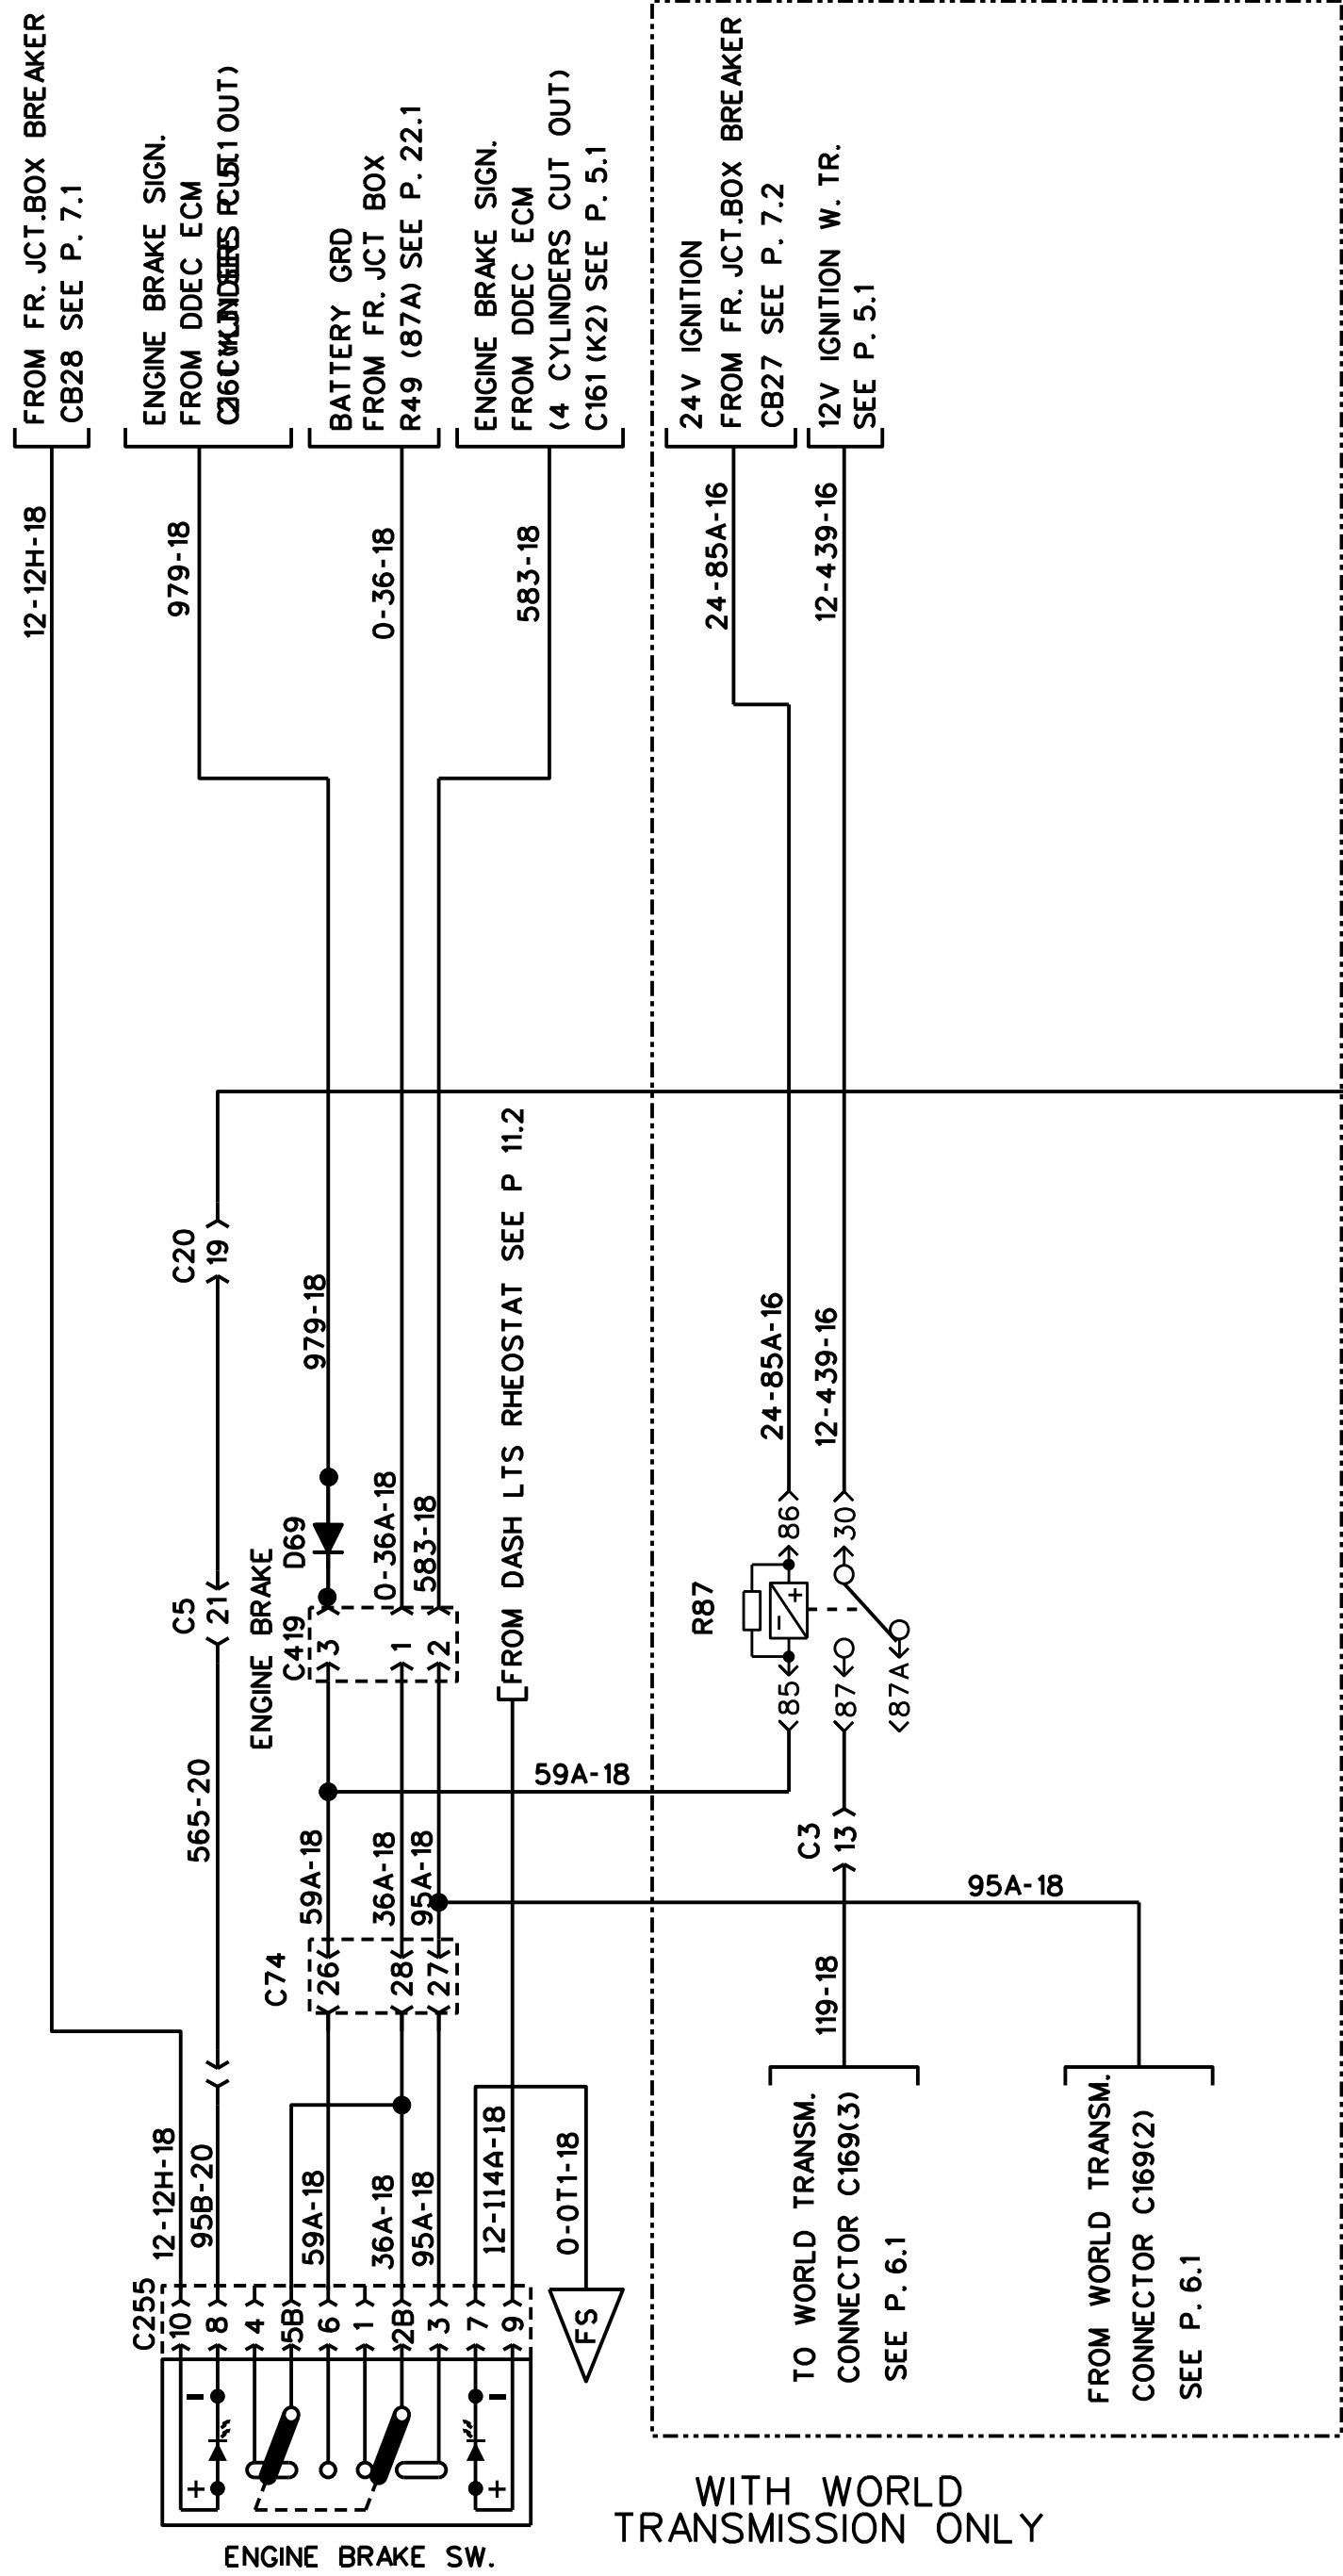 FROM FR. JCT.BOX BREAKER
CB28 SEE P. 7.1
ENGINE BRAKE SIGN.
FROM DDEC ECM
BATTERY GRD
FROM FR. JCT BOX
R49 (87A) SEE P. 22.1
ENGINE BRAKE SIGN.
FROM DDEC ECM
(4 CYLINDERS CUT OUT)
C161 (K2) SEE P. 5.1
24V IGNITION
FROM FR. JCT.BOX BREAKER
CB27 SEE P. 7.2
12V IGNITION W. TR.
SEE P. 5.1
12-12H-18
979-18
0-36-18
583-18
24-85A-16
12-439-16
C20
19
979-18
FROM DASH LTS RHEOSTAT SEE P 11.2
24-85A-16
12-439-16
C5
21
ENGINE BRAKE
D69
0-36A-18
583-18
C419
3
1
2
R87
86
30
85
87
87A
565-20
59A-18
59A-18
36A-18
95A-18
C3
13
95A-18
C74
26
28
27
119-18
12-12H-18
95B-20
59A-18
36A-18
95A-18
12-114A-18
0-0T1-18
TO WORLD TRANSM.
CONNECTOR C169(3)
SEE P. 6.1
FROM WORLD TRANSM.
CONNECTOR C169(2)
SEE P. 6.1
C255
10
8
4
5B
6
1
2B
3
7
9
FS
ENGINE BRAKE SW.
WITH WORLD
TRANSMISSION ONLY